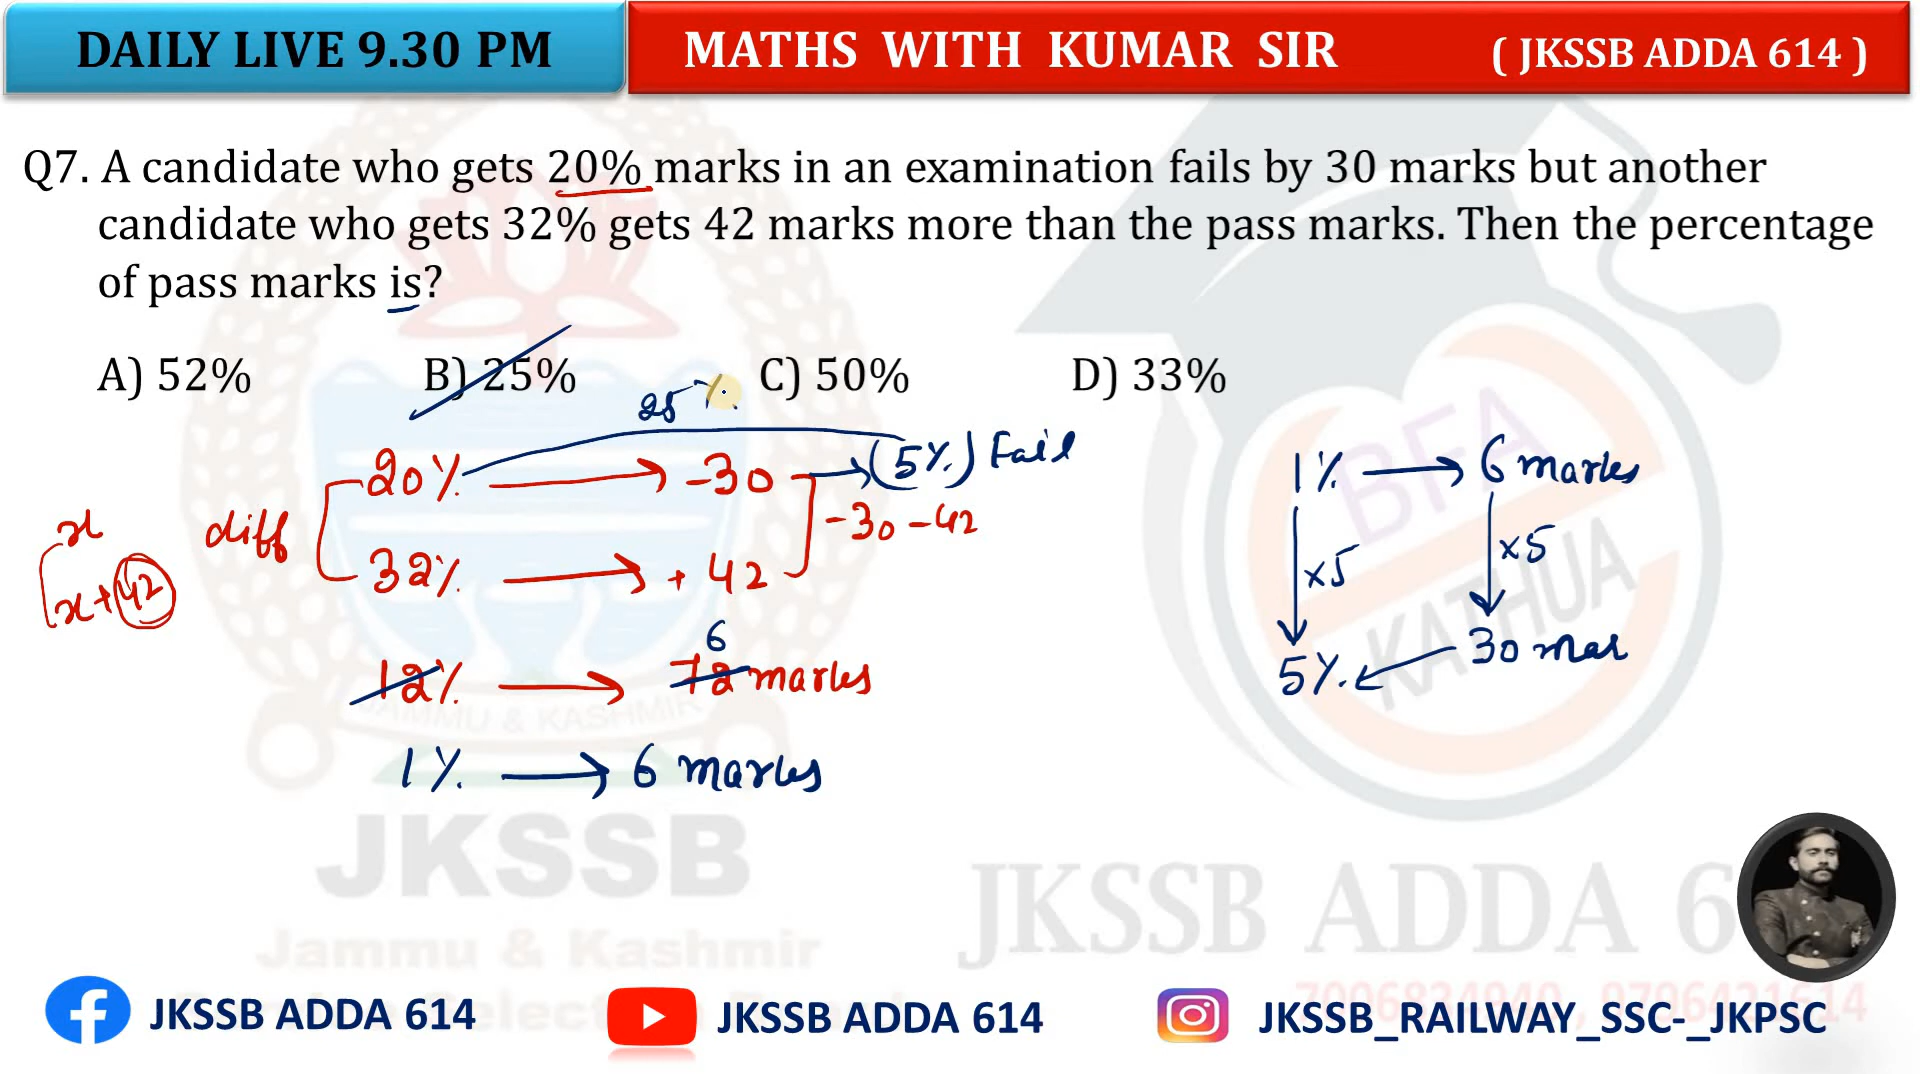 DAILY LIVE 9.30 PM
MATHS WITH KUMAR SIR ( JKSSB ADDA 614 )
Q7. A candidate who gets 20% marks in an examination fails by 30 marks but another
candidate who gets 32% gets 42 marks more than the pass marks. Then the percentage
of pass marks is?
A) 52% B) 25% C) 50% D) 33%
25%
20% → -30 → (5%) Fail
diff
-30 -42
32% → + 42
x
x+42
6
12% → 72 marks
1% → 6 marks
1% → 6 marks
×5 ×5
5% ← 30 mar
BFA
KATHUA
JAMMU & KASHMIR
JKSSB
Jammu & Kashmir
JKSSB ADDA 6
JKSSB ADDA 614
JKSSB ADDA 614
JKSSB_RAILWAY_SSC-_JKPSC